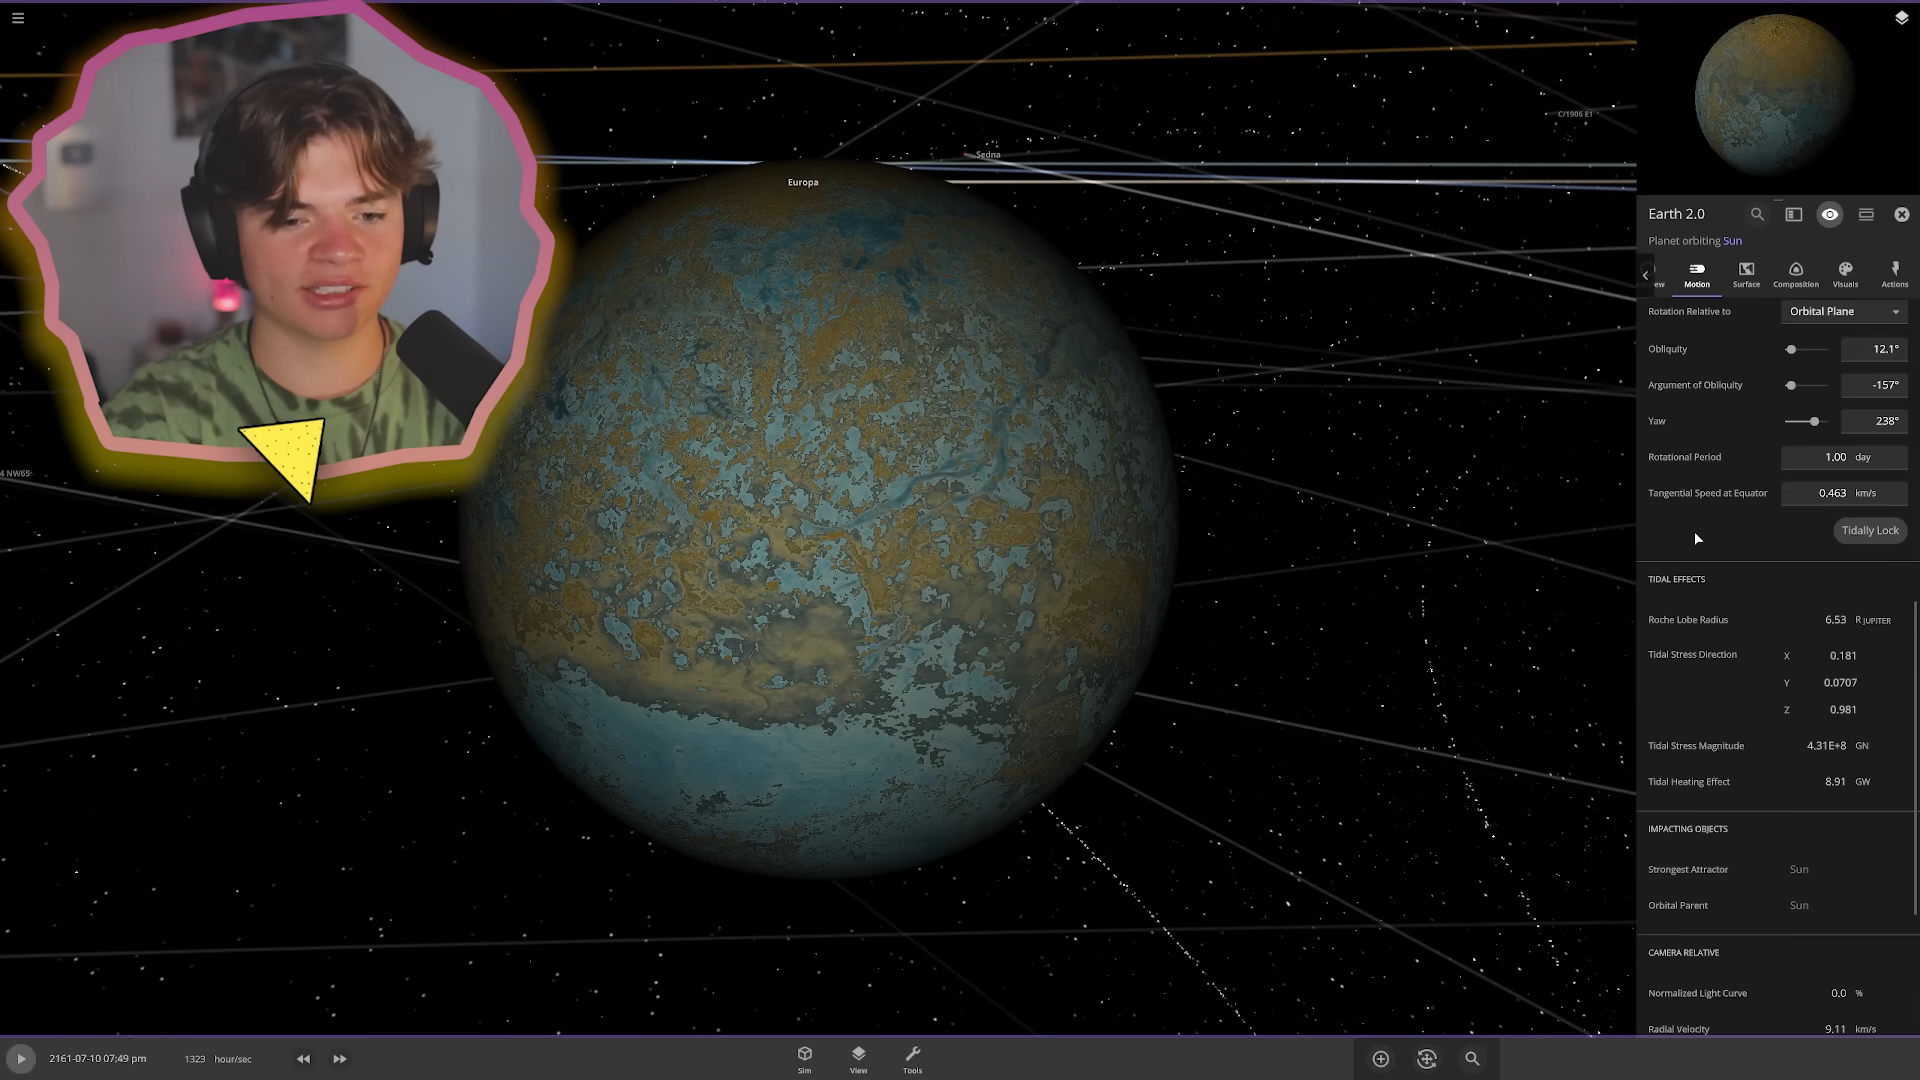 Sedna
C/1906 E1
Europa
4 NW65
Earth 2.0
Planet orbiting Sun
ew
Motion
Surface
Composition
Visuals
Actions
Rotation Relative to
Orbital Plane
Obliquity
12.1°
Argument of Obliquity
-157°
Yaw
238°
Rotational Period
1.00 day
Tangential Speed at Equator
0.463 km/s
Tidally Lock
TIDAL EFFECTS
Roche Lobe Radius
6.53 R JUPITER
Tidal Stress Direction
X 0.181
Y 0.0707
Z 0.981
Tidal Stress Magnitude
4.31E+8 GN
Tidal Heating Effect
8.91 GW
IMPACTING OBJECTS
Strongest Attractor
Sun
Orbital Parent
Sun
CAMERA RELATIVE
Normalized Light Curve
0.0 %
Radial Velocity
9.11 km/s
2161-07-10 07:49 pm
1323 hour/sec
Sim
View
Tools